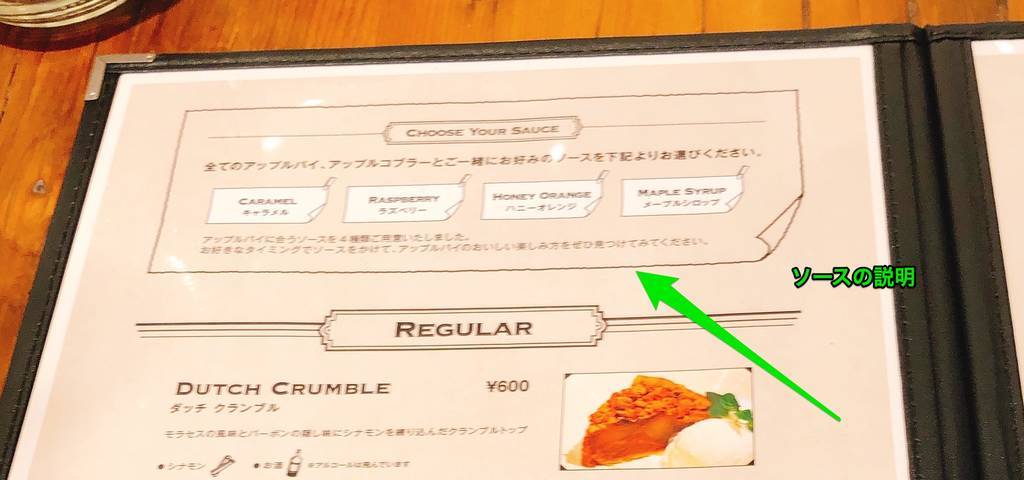 CHOOSE YOUR SAUCE
全てのアップルパイ、アップルコブラーとご一緒にお好みのソースを下記よりお選びください。
CARAMEL
キャラメル
RASPBERRY
ラズベリー
HONEY ORANGE
ハニーオレンジ
MAPLE SYRUP
メープルシロップ
アップルパイに合うソースを4種類ご用意いたしました。
お好きなタイミングでソースをかけて、アップルパイのおいしい楽しみ方をぜひ見つけてみてください。
ソースの説明
REGULAR
DUTCH CRUMBLE ¥600
ダッチ クランブル
モラセスの風味とバーボンの隠し味にシナモンを練り込んだクランブルトップ
●シナモン ●お酒 ※アルコールは飛んでいます